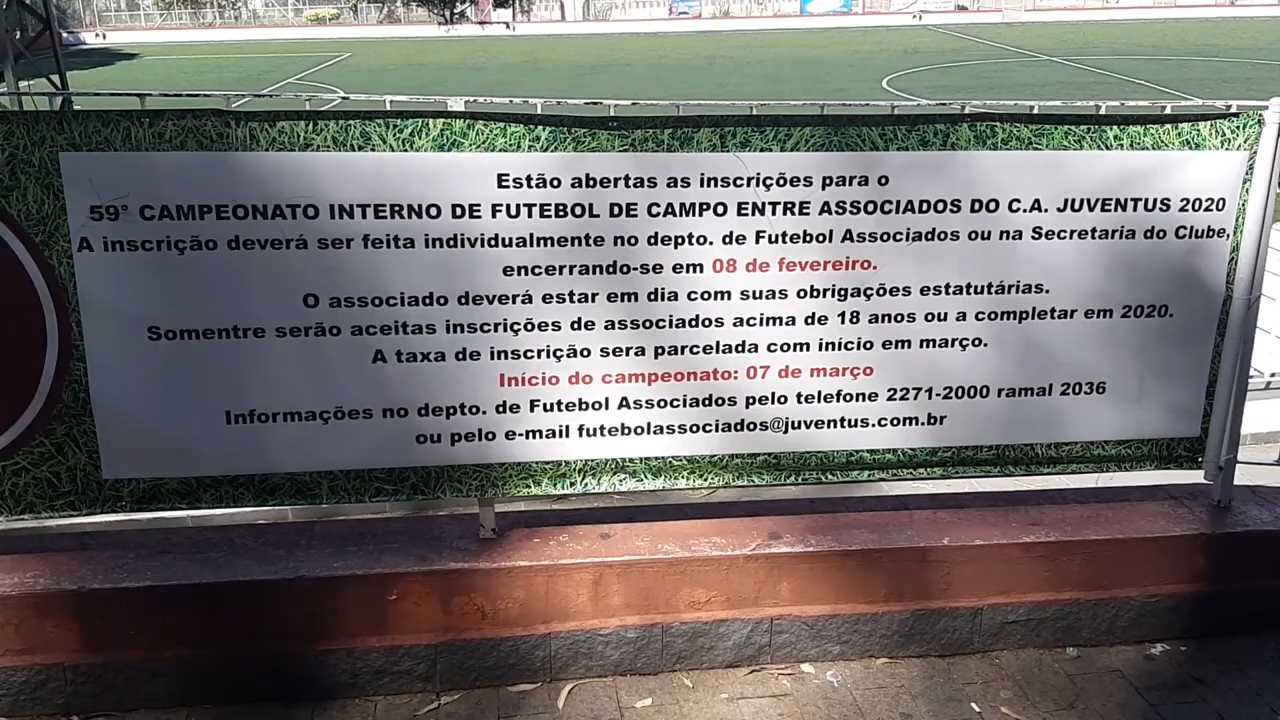 Estão abertas as inscrições para o
59° CAMPEONATO INTERNO DE FUTEBOL DE CAMPO ENTRE ASSOCIADOS DO C.A. JUVENTUS 2020
A inscrição deverá ser feita individualmente no depto. de Futebol Associados ou na Secretaria do Clube,
encerrando-se em 08 de fevereiro.
O associado deverá estar em dia com suas obrigações estatutárias.
Somentre serão aceitas inscrições de associados acima de 18 anos ou a completar em 2020.
A taxa de inscrição sera parcelada com início em março.
Início do campeonato: 07 de março
Informações no depto. de Futebol Associados pelo telefone 2271-2000 ramal 2036
ou pelo e-mail futebolassociados@juventus.com.br